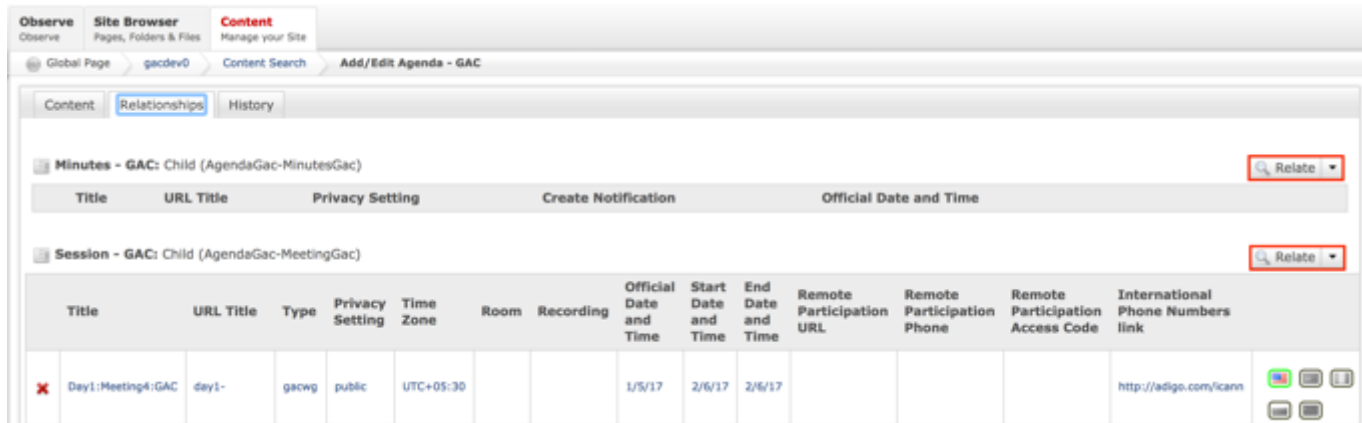 Observe Site Browser Content
Observe Pages, Folders & Files Manage your Site
Global Page gacdev0 Content Search Add/Edit Agenda - GAC
Content Relationships History
Minutes - GAC: Child (AgendaGac-MinutesGac) Relate
Title URL Title Privacy Setting Create Notification Official Date and Time
Session - GAC: Child (AgendaGac-MeetingGac) Relate
Title URL Title Type Privacy Setting Time Zone Room Recording Official Date and Time Start Date and Time End Date and Time Remote Participation URL Remote Participation Phone Remote Participation Access Code International Phone Numbers link
Day1:Meeting4:GAC day1- gacwg public UTC+05:30 1/5/17 2/6/17 2/6/17 http://adigo.com/icann